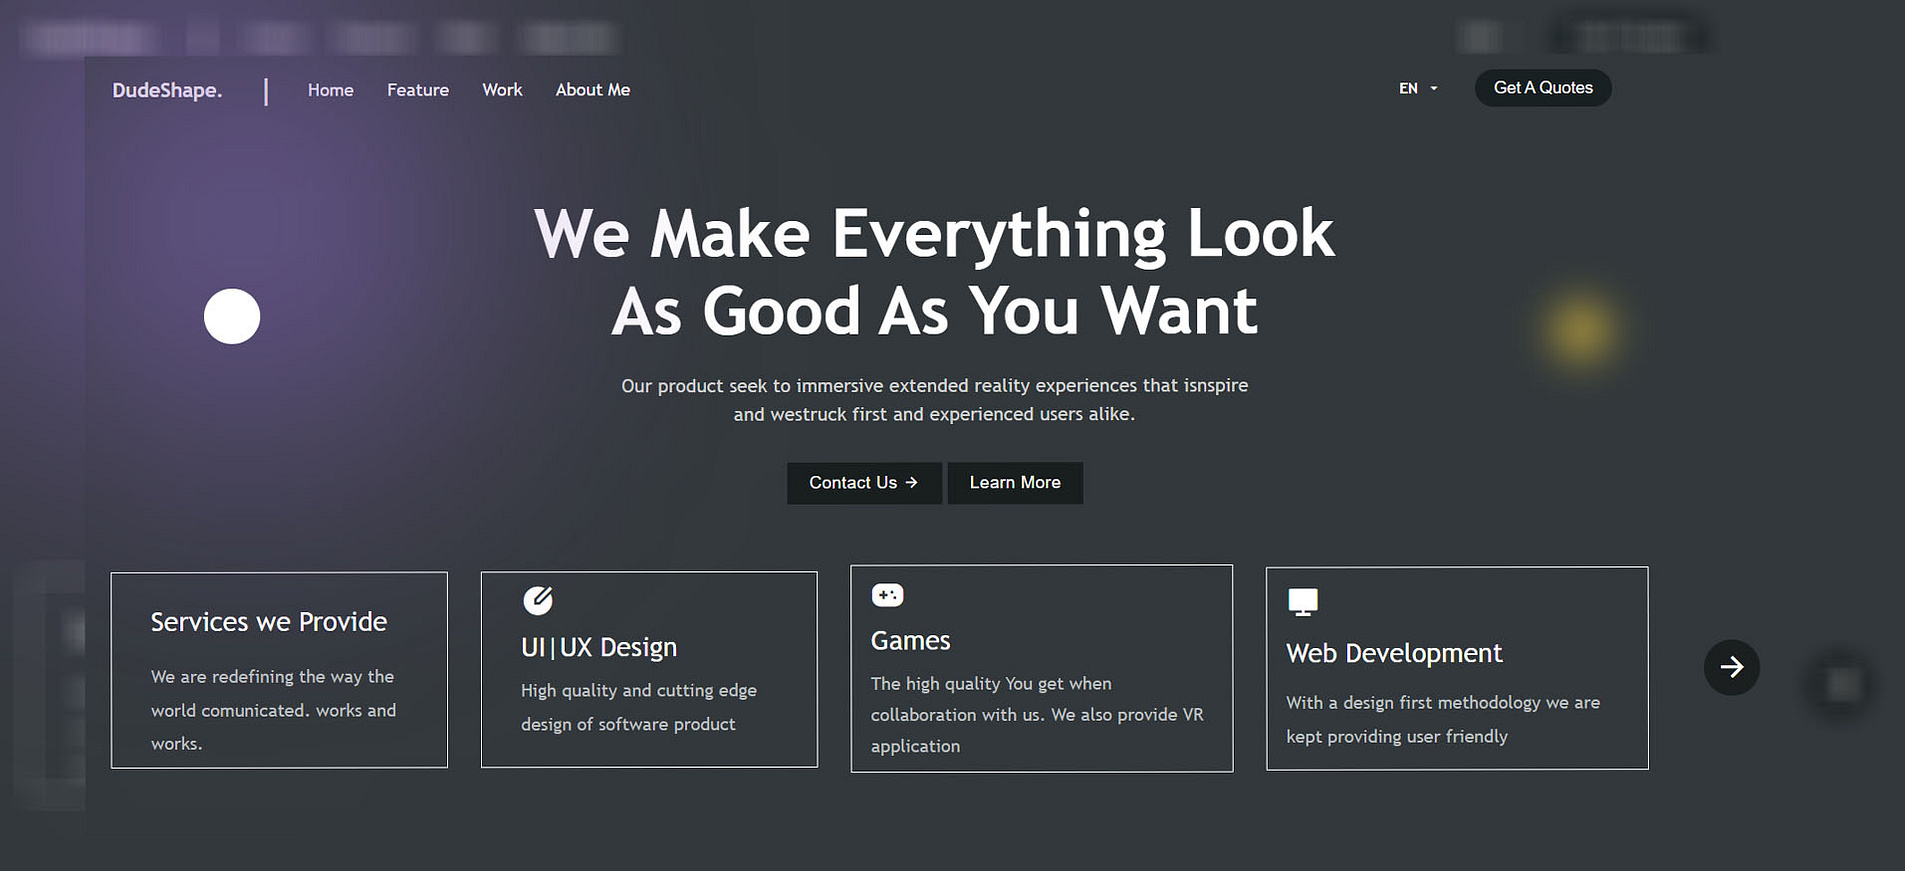 DudeShape. | Home Feature Work About Me EN Get A Quotes
We Make Everything Look
As Good As You Want
Our product seek to immersive extended reality experiences that isnspire
and westruck first and experienced users alike.
Contact Us → Learn More
Services we Provide
We are redefining the way the
world comunicated. works and
works.
UI|UX Design
High quality and cutting edge
design of software product
Games
The high quality You get when
collaboration with us. We also provide VR
application
Web Development
With a design first methodology we are
kept providing user friendly